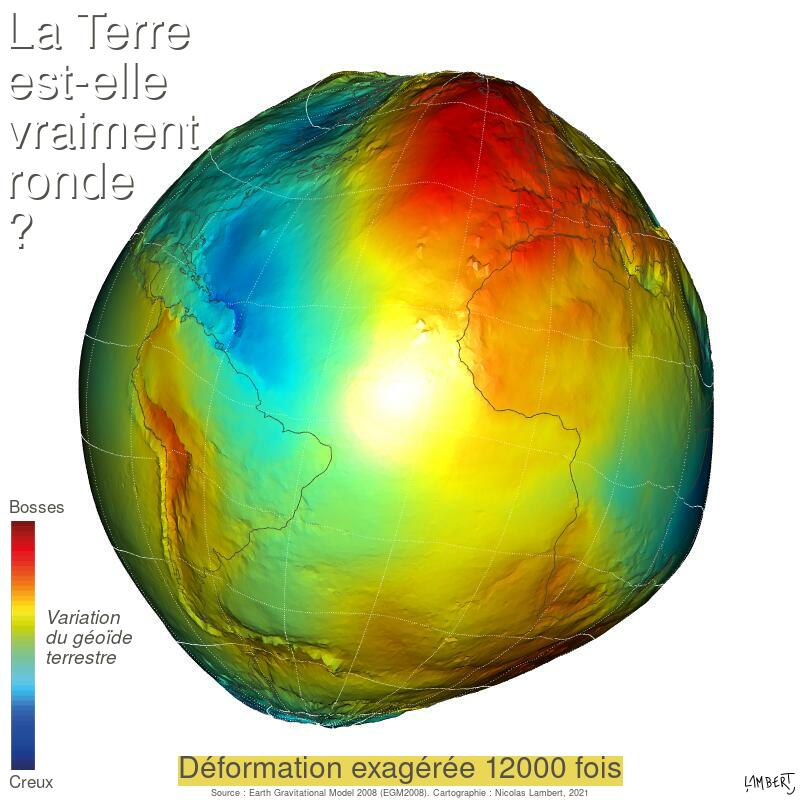 La Terre
est-elle
vraiment
ronde
?
Bosses
Variation
du géoïde
terrestre
Creux
Déformation exagérée 12000 fois
Source : Earth Gravitational Model 2008 (EGM2008). Cartographie : Nicolas Lambert, 2021
LAMBERT